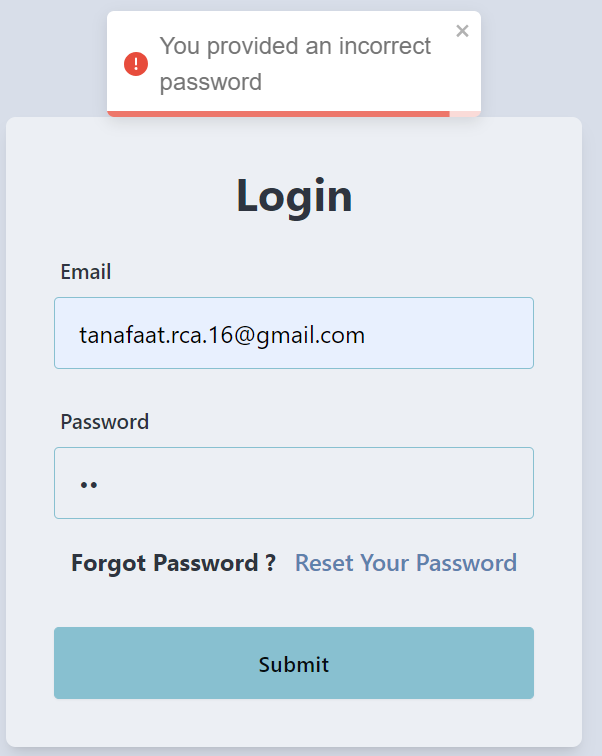 You provided an incorrect
password
Login
Email
tanafaat.rca.16@gmail.com
Password
••
Forgot Password ? Reset Your Password
Submit